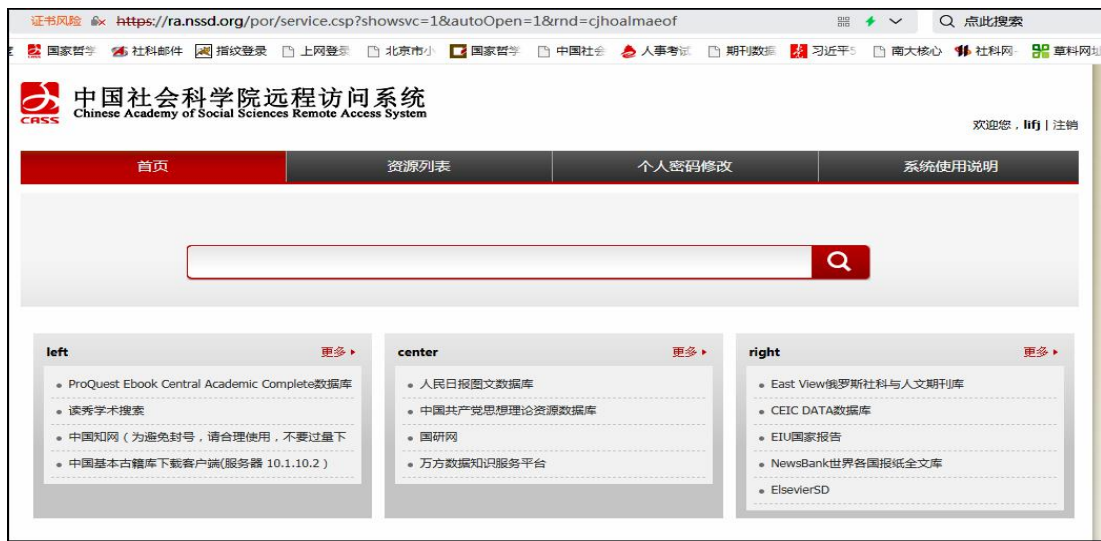 证书风险 https://ra.nssd.org/por/service.csp?showsvc=1&autoOpen=1&rnd=cjhoalmaeof 点此搜索
国家哲学 社科邮件 指纹登录 上网登录 北京市小 国家哲学 中国社会 人事考试 期刊数据 习近平5 南大核心 社科网- 草料网址
中国社会科学院远程访问系统
CASS Chinese Academy of Social Sciences Remote Access System
欢迎您,lifj | 注销
首页 资源列表 个人密码修改 系统使用说明
left 更多
ProQuest Ebook Central Academic Complete数据库
读秀学术搜索
中国知网(为避免封号,请合理使用,不要过量下
中国基本古籍库下载客户端(服务器 10.1.10.2)
center 更多
人民日报图文数据库
中国共产党思想理论资源数据库
国研网
万方数据知识服务平台
right 更多
East View俄罗斯社科与人文期刊库
CEIC DATA数据库
EIU国家报告
NewsBank世界各国报纸全文库
ElsevierSD